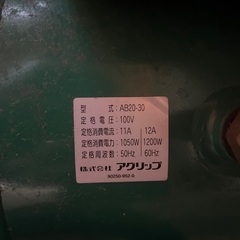 型　式：AB20-30
定格電圧：100V
定格消費電流：11A　12A
定格消費電力：1050W　1200W
定格周波数：50Hz　60Hz
株式会社 アグリップ